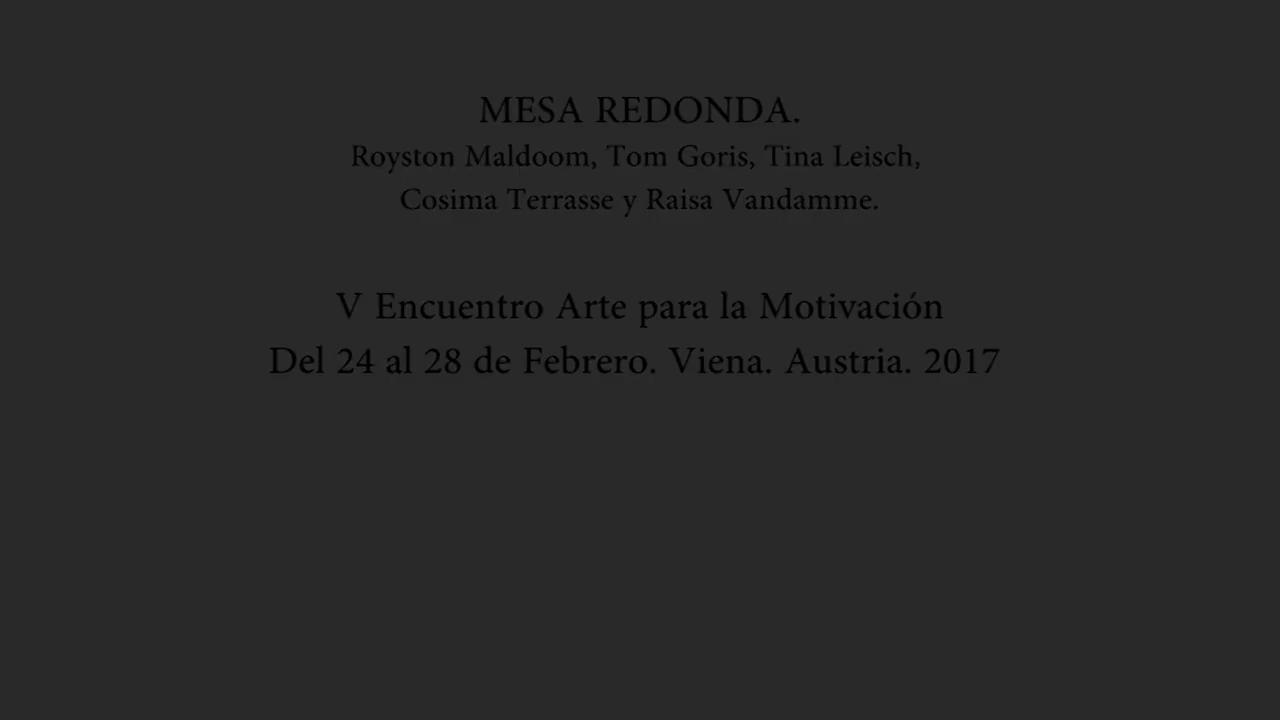 MESA REDONDA.
Royston Maldoom, Tom Goris, Tina Leisch,
Cosima Terrasse y Raisa Vandamme.
V Encuentro Arte para la Motivación
Del 24 al 28 de Febrero. Viena. Austria. 2017